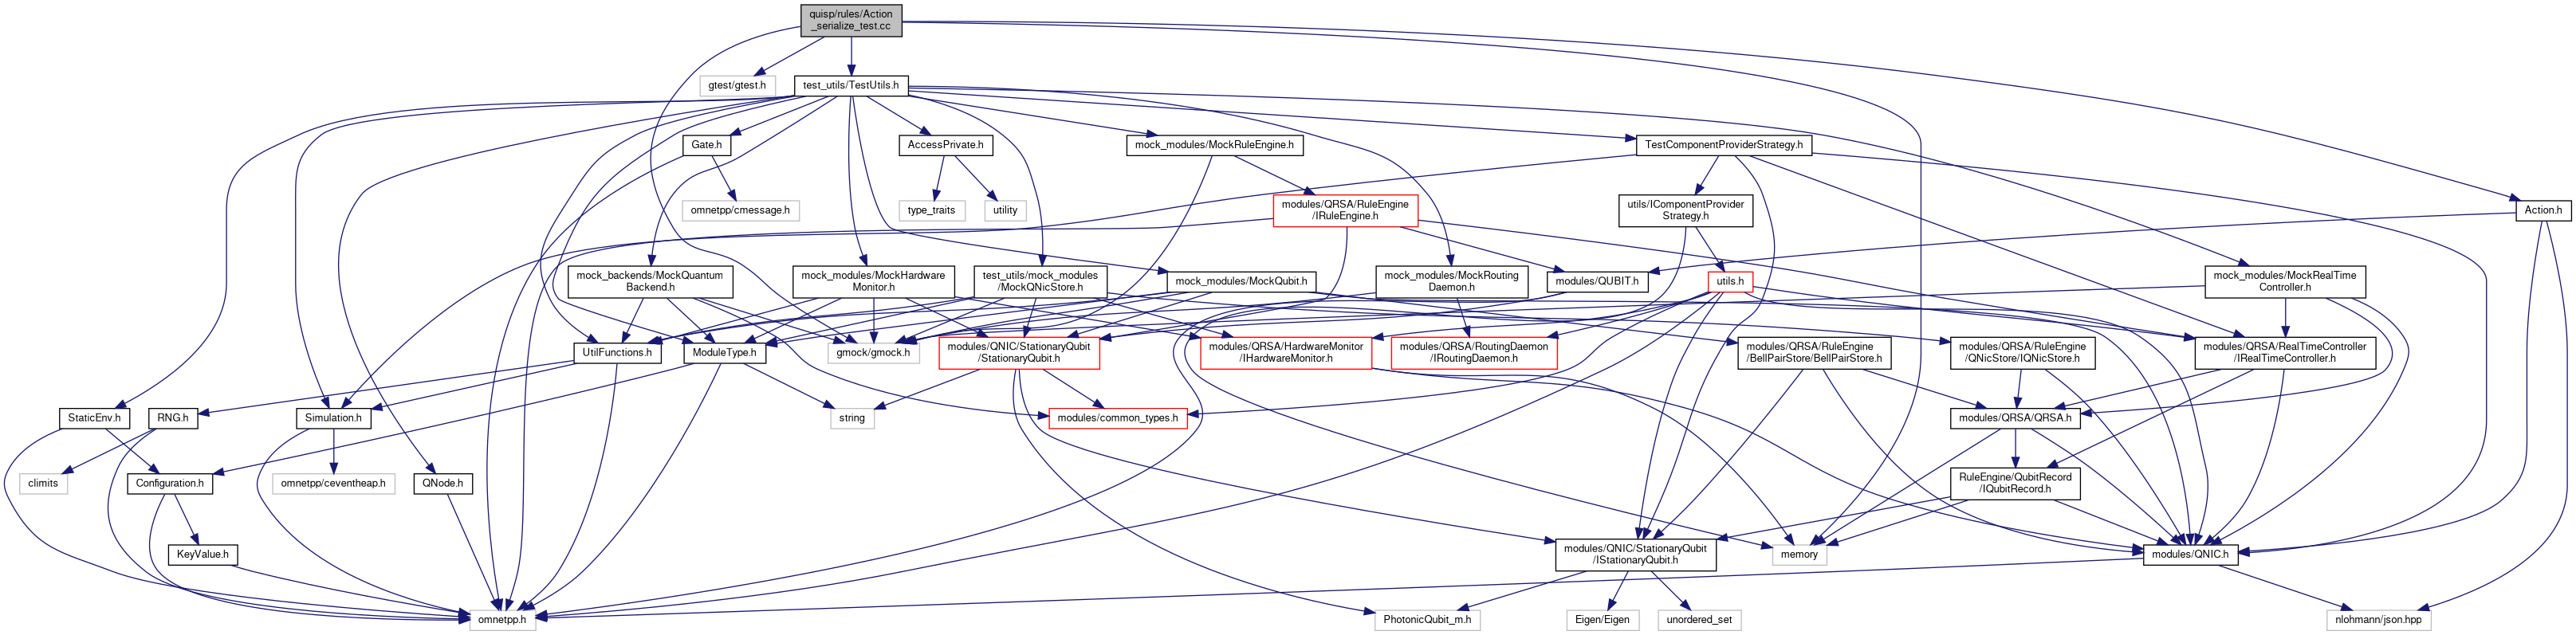 quisp/rules/Action
_serialize_test.cc
gtest/gtest.h
test_utils/TestUtils.h
Gate.h
AccessPrivate.h
mock_modules/MockRuleEngine.h
TestComponentProviderStrategy.h
omnetpp/cmessage.h
type_traits
utility
modules/QRSA/RuleEngine
/IRuleEngine.h
utils/IComponentProvider
Strategy.h
Action.h
mock_backends/MockQuantum
Backend.h
mock_modules/MockHardware
Monitor.h
test_utils/mock_modules
/MockQNicStore.h
mock_modules/MockQubit.h
mock_modules/MockRouting
Daemon.h
modules/QUBIT.h
utils.h
mock_modules/MockRealTime
Controller.h
UtilFunctions.h
ModuleType.h
gmock/gmock.h
modules/QNIC/StationaryQubit
/StationaryQubit.h
modules/QRSA/HardwareMonitor
/IHardwareMonitor.h
modules/QRSA/RoutingDaemon
/IRoutingDaemon.h
modules/QRSA/RuleEngine
/BellPairStore/BellPairStore.h
modules/QRSA/RuleEngine
/QNicStore/IQNicStore.h
modules/QRSA/RealTimeController
/IRealTimeController.h
StaticEnv.h
RNG.h
Simulation.h
string
modules/common_types.h
modules/QRSA/QRSA.h
climits
Configuration.h
omnetpp/ceventheap.h
QNode.h
RuleEngine/QubitRecord
/IQubitRecord.h
KeyValue.h
modules/QNIC/StationaryQubit
/IStationaryQubit.h
memory
modules/QNIC.h
omnetpp.h
PhotonicQubit_m.h
Eigen/Eigen
unordered_set
nlohmann/json.hpp